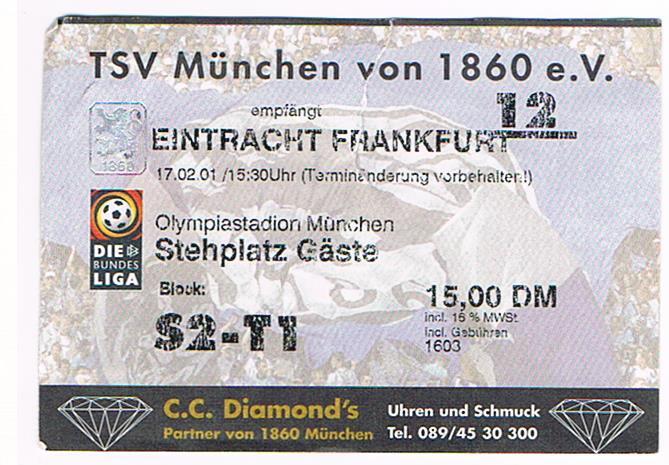 TSV München von 1860 e.V.
empfängt
12
EINTRACHT FRANKFURT
1860
17.02.01 /15:30Uhr (Terminänderung vorbehalten!)
Olympiastadion München
Stehplatz Gäste
DIE
BUNDES
LIGA
Block:
S2-T1
15,00 DM
incl. 16 % MWSt.
incl. Gebühren
1603
C.C. Diamond's
Partner von 1860 München
Uhren und Schmuck
Tel. 089/45 30 300